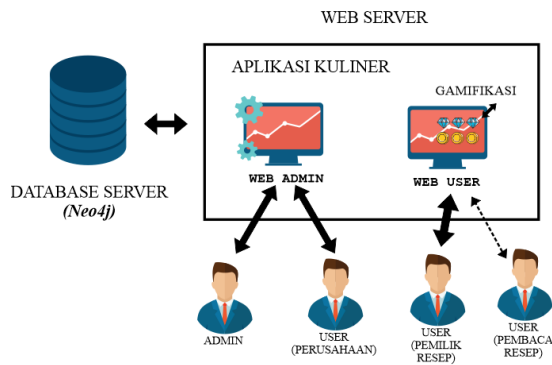 WEB SERVER
APLIKASI KULINER
GAMIFIKASI
WEB ADMIN
WEB USER
DATABASE SERVER
(Neo4j)
ADMIN
USER
(PERUSAHAAN)
USER
(PEMILIK
RESEP)
USER
(PEMBACA
RESEP)